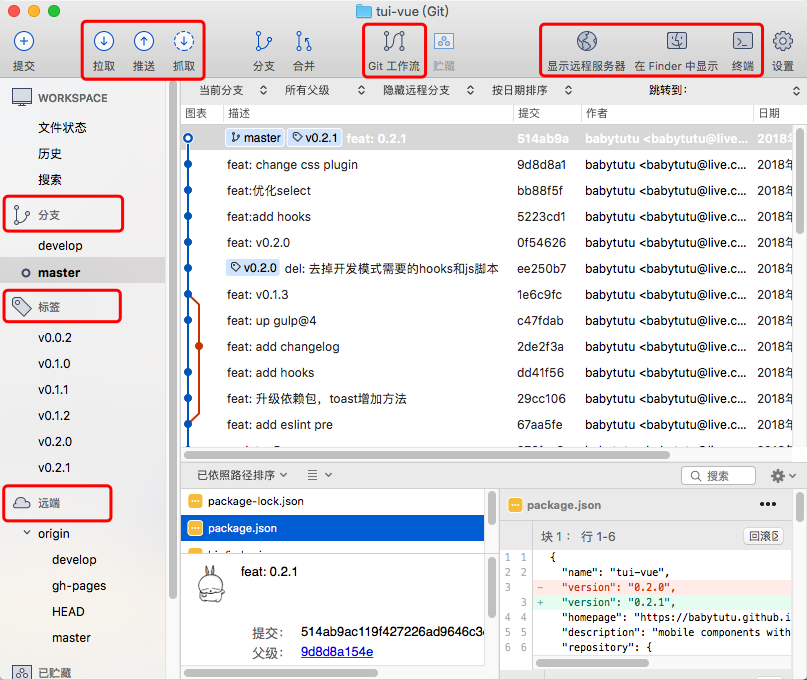 tui-vue (Git)
提交 拉取 推送 抓取 分支 合并 Git 工作流 贮藏 显示远程服务器 在 Finder 中显示 终端 设置
当前分支 所有父级 隐藏远程分支 按日期排序 跳转到：
图表 描述 提交 作者 日期
WORKSPACE
文件状态
历史
搜索
分支
develop
master
标签
v0.0.2
v0.1.0
v0.1.1
v0.1.2
v0.2.0
v0.2.1
远端
origin
develop
gh-pages
HEAD
master
已贮藏
master v0.2.1 feat: 0.2.1 514ab9a babytutu <babytutu@live... 2018年
feat: change css plugin 9d8d8a1 babytutu <babytutu@live.c... 2018年
feat:优化select bb88f5f babytutu <babytutu@live.c... 2018年
feat:add hooks 5223cd1 babytutu <babytutu@live.c... 2018年
feat: v0.2.0 0f54626 babytutu <babytutu@live.c... 2018年
v0.2.0 del: 去掉开发模式需要的hooks和js脚本 ee250b7 babytutu <babytutu@live.c... 2018年
feat: v0.1.3 1e6c9fc babytutu <babytutu@live.c... 2018年
feat: up gulp@4 c47fdab babytutu <babytutu@live.c... 2018年
feat: add changelog 2de2f3a babytutu <babytutu@live.c... 2018年
feat: add hooks dd41f56 babytutu <babytutu@live.c... 2018年
feat: 升级依赖包，toast增加方法 29cc106 babytutu <babytutu@live.c... 2018年
feat: add eslint pre 67aa5fe babytutu <babytutu@live.c... 2018年
已依照路径排序 搜索
package-lock.json
package.json
feat: 0.2.1
提交： 514ab9ac119f427226ad9646c3
父级： 9d8d8a154e
package.json
块 1： 行 1-6 回滚区
1 1 {
2 2 "name": "tui-vue",
3 - "version": "0.2.0",
3 + "version": "0.2.1",
4 4 "homepage": "https://babytutu.github.i
5 5 "description": "mobile components with
6 6 "repository": {